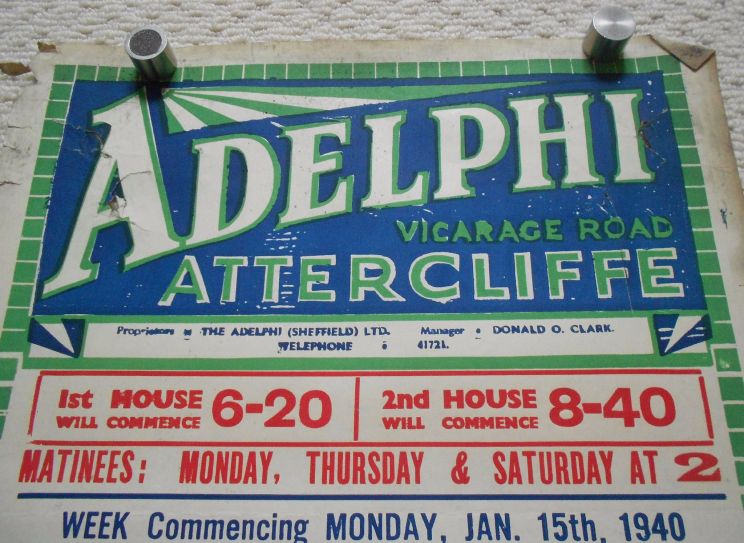 ADELPHI
VICARAGE ROAD
ATTERCLIFFE
Proprietors • THE ADELPHI (SHEFFIELD) LTD. Manager • DONALD O. CLARK.
TELEPHONE • 41721.
1st HOUSE WILL COMMENCE 6-20
2nd HOUSE WILL COMMENCE 8-40
MATINEES: MONDAY, THURSDAY & SATURDAY AT 2
WEEK Commencing MONDAY, JAN. 15th, 1940